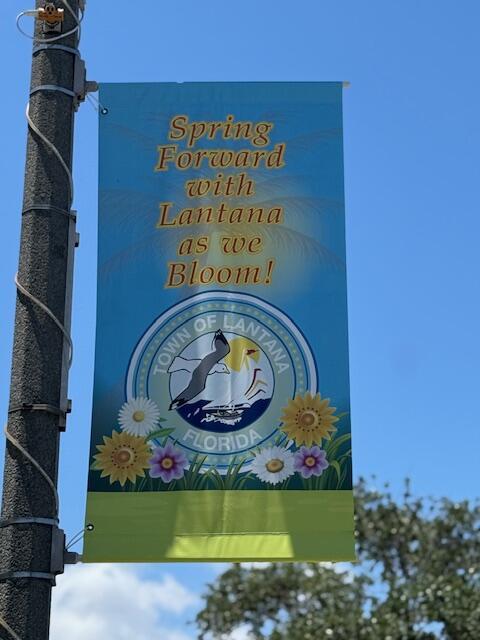 Spring
Forward
with
Lantana
as we
Bloom!
TOWN OF LANTANA
FLORIDA